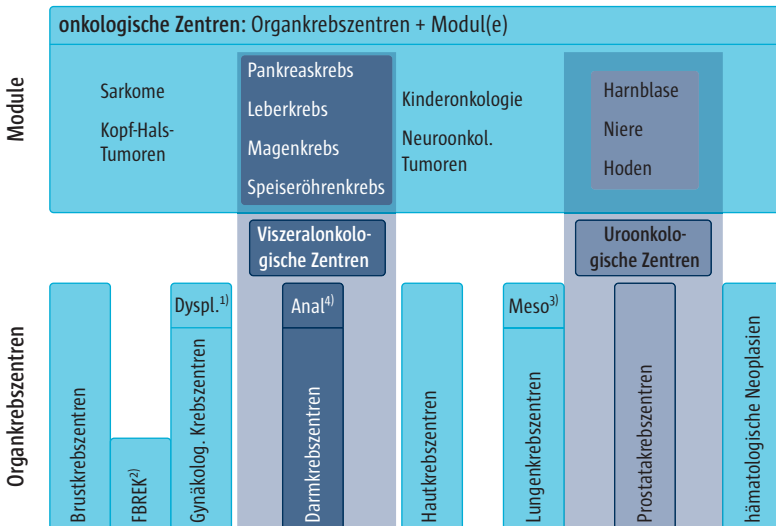 onkologische Zentren: Organkrebszentren + Modul(e)
Module
Sarkome
Kopf-Hals-
Tumoren
Pankreaskrebs
Leberkrebs
Magenkrebs
Speiseröhrenkrebs
Kinderonkologie
Neuroonkol.
Tumoren
Harnblase
Niere
Hoden
Viszeralonkolo-
gische Zentren
Uroonkolo-
gische Zentren
Organkrebszentren
Brustkrebszentren
FBREK2)
Dyspl.1)
Gynäkolog. Krebszentren
Anal4)
Darmkrebszentren
Hautkrebszentren
Meso3)
Lungenkrebszentren
Prostatakrebszentren
hämatologische Neoplasien